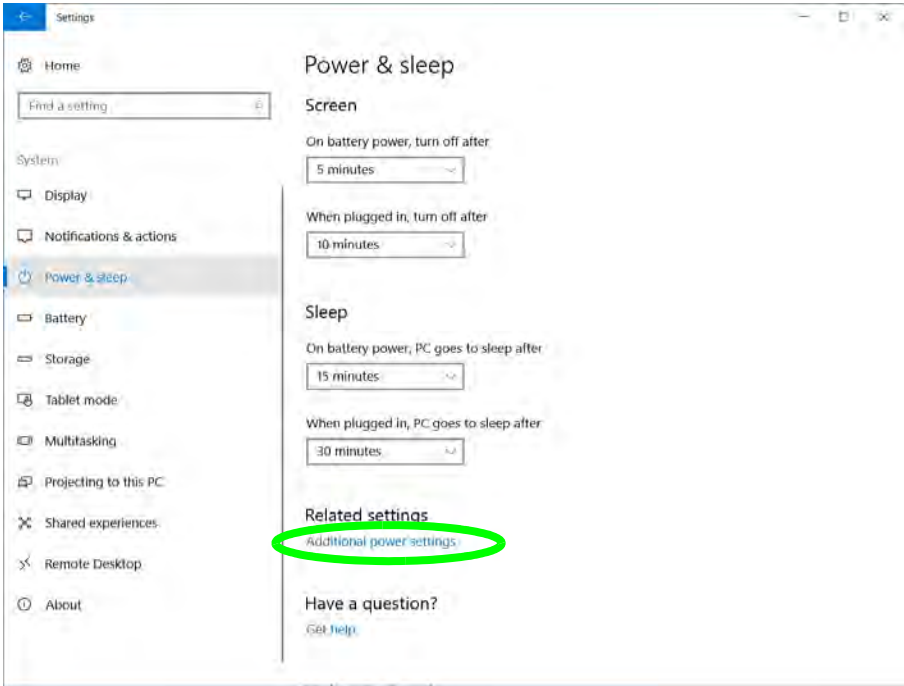 Settings
Home
Find a setting
System
Display
Notifications & actions
Power & sleep
Battery
Storage
Tablet mode
Multitasking
Projecting to this PC
Shared experiences
Remote Desktop
About
Power & sleep
Screen
On battery power, turn off after
5 minutes
When plugged in, turn off after
10 minutes
Sleep
On battery power, PC goes to sleep after
15 minutes
When plugged in, PC goes to sleep after
30 minutes
Related settings
Additional power settings
Have a question?
Get help